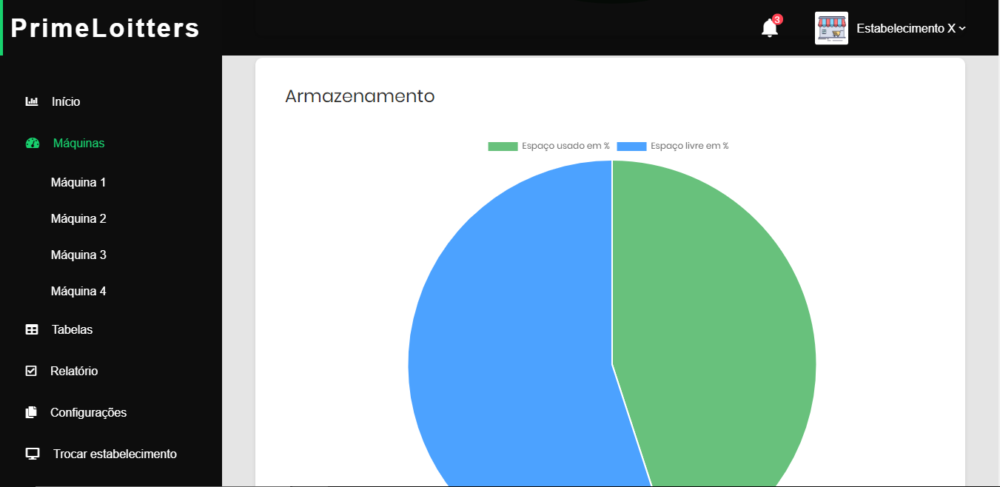 PrimeLoitters
3
Estabelecimento X
Início
Máquinas
Máquina 1
Máquina 2
Máquina 3
Máquina 4
Tabelas
Relatório
Configurações
Trocar estabelecimento
Armazenamento
Espaço usado em %
Espaço livre em %